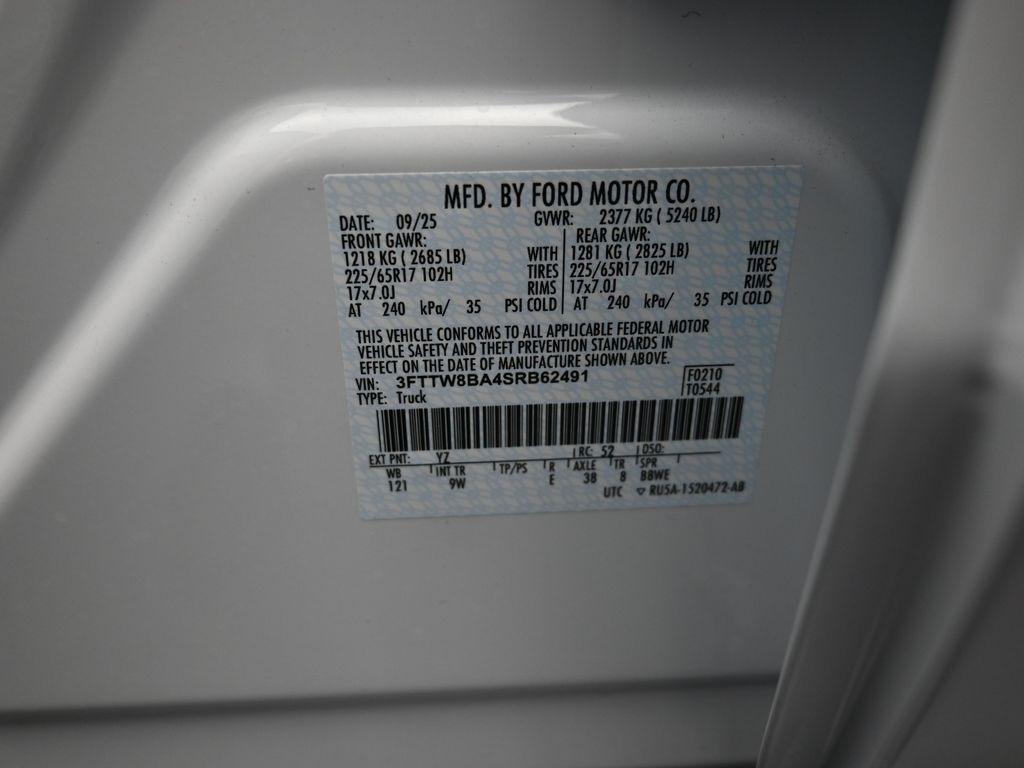 MFD. BY FORD MOTOR CO.
DATE: 09/25 GVWR: 2377 KG ( 5240 LB)
FRONT GAWR: REAR GAWR:
1218 KG ( 2685 LB) WITH 1281 KG ( 2825 LB) WITH
225/65R17 102H TIRES 225/65R17 102H TIRES
17x7.0J RIMS 17x7.0J RIMS
AT 240 kPa/ 35 PSI COLD AT 240 kPa/ 35 PSI COLD
THIS VEHICLE CONFORMS TO ALL APPLICABLE FEDERAL MOTOR
VEHICLE SAFETY AND THEFT PREVENTION STANDARDS IN
EFFECT ON THE DATE OF MANUFACTURE SHOWN ABOVE.
VIN: 3FTTW8BA4SRB62491 F0210
TYPE: Truck T0544
EXT PNT: YZ RC: 52 DSO:
WB INT TR TP/PS R AXLE TR SPR
121 9W E 38 8 BBWE
UTC ▽ RU5A-1520472-AB